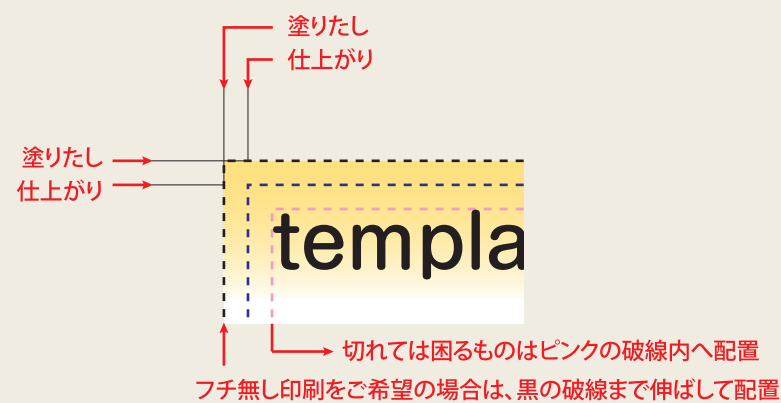 塗りたし
仕上がり
塗りたし
仕上がり
templa
切れては困るものはピンクの破線内へ配置
フチ無し印刷をご希望の場合は、黒の破線まで伸ばして配置